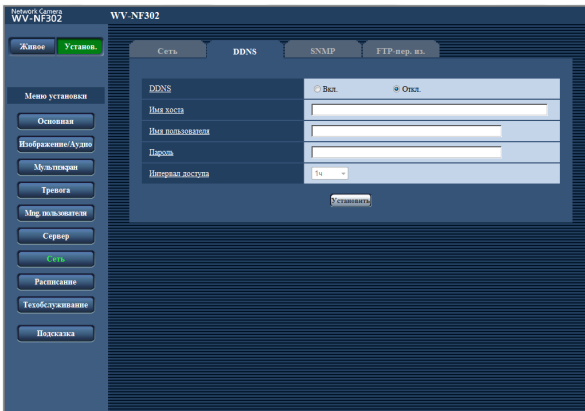 Network Camera
WV-NF302
WV-NF302
Живое
Установ.
Меню установки
Основная
Изображение/Аудио
Мультиэкран
Тревога
Mng. пользователя
Сервер
Сеть
Расписание
Техобслуживание
Подсказка
Сеть
DDNS
SNMP
FTP-пер. из.
DDNS
Вкл.
Откл.
Имя хоста
Имя пользователя
Пароль
Интервал доступа
1ч
Установить